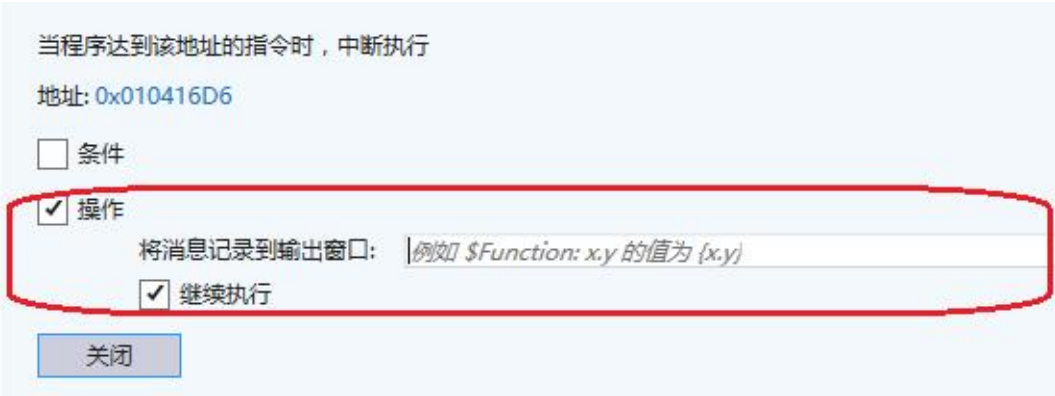 当程序达到该地址的指令时，中断执行
地址: 0x010416D6
条件
操作
将消息记录到输出窗口: 例如 $Function: x.y 的值为 {x.y}
继续执行
关闭